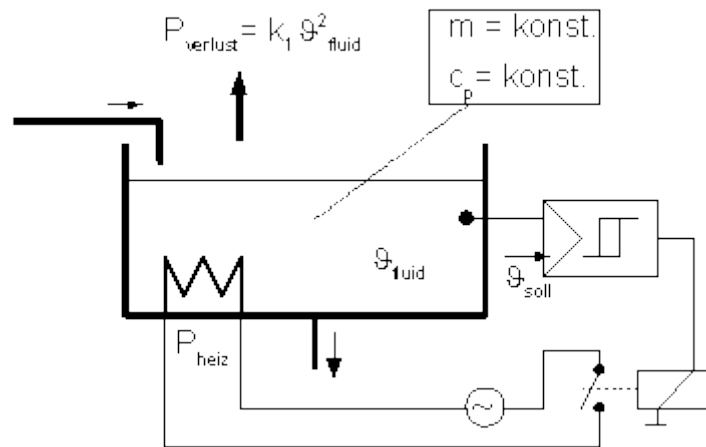 P_verlust = k_1 ϑ²_fluid
m = konst.
c_p = konst.
ϑ_fluid
ϑ_soll
P_heiz
~